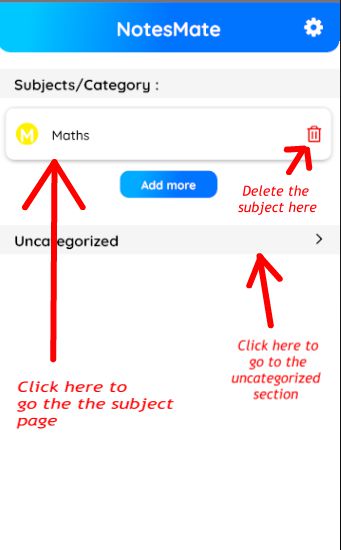 NotesMate
Subjects/Category :
M Maths
Add more
Delete the
subject here
Uncategorized
Click here to
go to the
uncategorized
section
Click here to
go the the subject
page